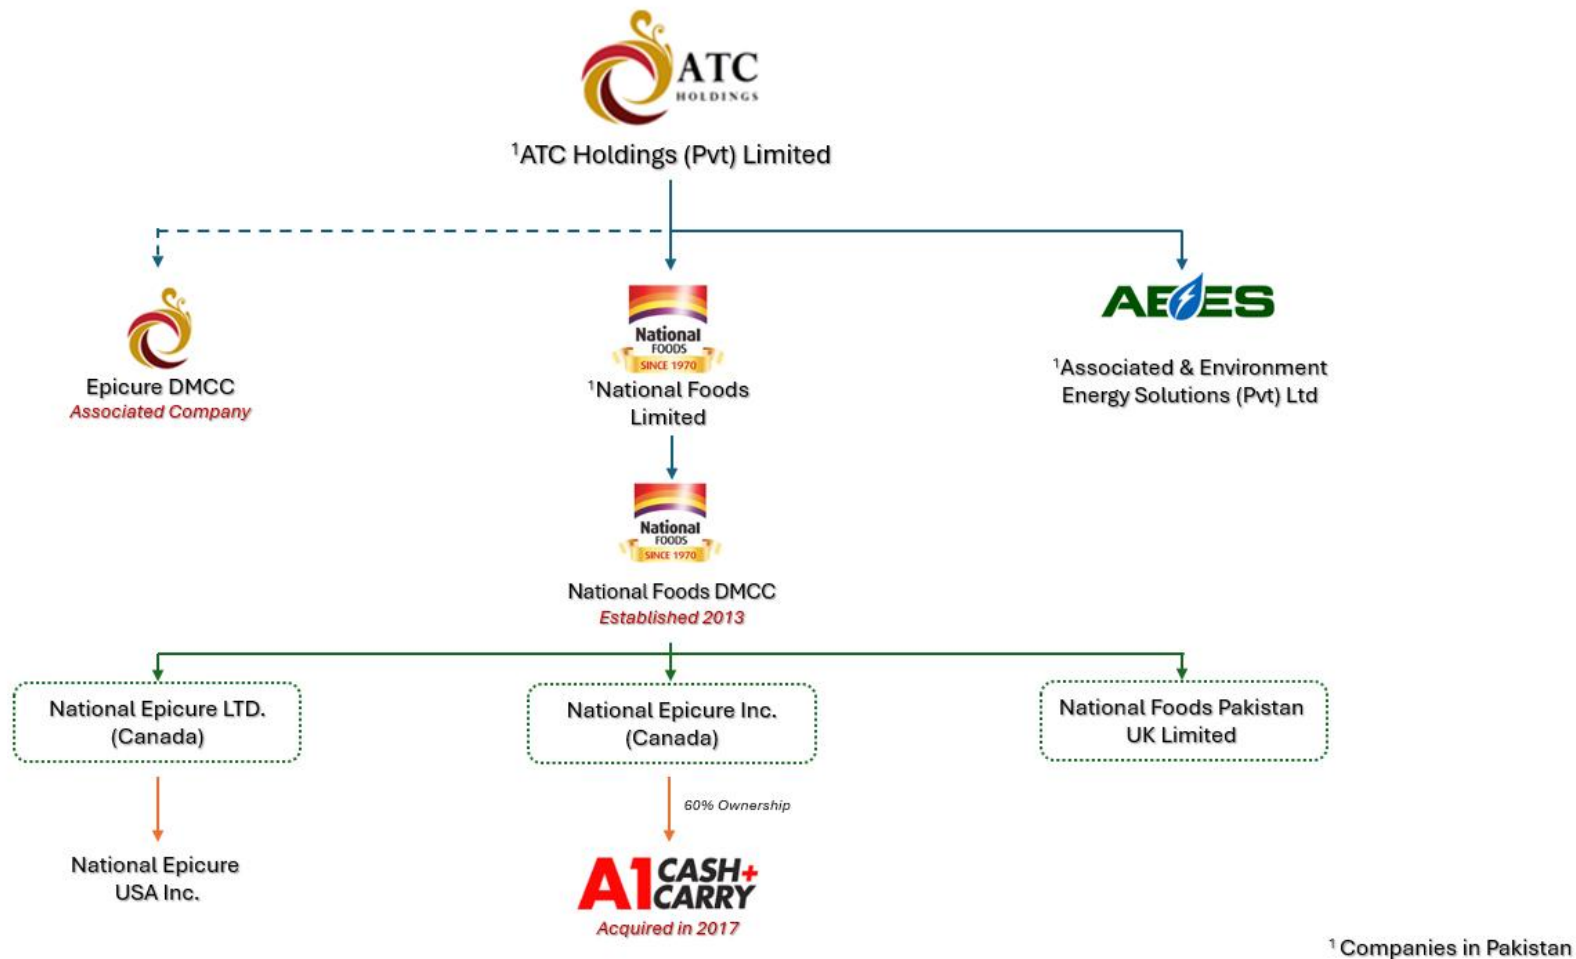 ATC
HOLDINGS
¹ATC Holdings (Pvt) Limited
Epicure DMCC
Associated Company
National
FOODS
SINCE 1970
¹National Foods
Limited
AEES
¹Associated & Environment
Energy Solutions (Pvt) Ltd
National
FOODS
SINCE 1970
National Foods DMCC
Established 2013
National Epicure LTD.
(Canada)
National Epicure Inc.
(Canada)
National Foods Pakistan
UK Limited
60% Ownership
National Epicure
USA Inc.
A1 CASH+
CARRY
Acquired in 2017
¹ Companies in Pakistan